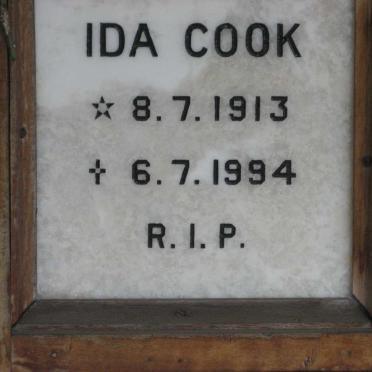 IDA COOK
☆ 8.7.1913
✝ 6.7.1994
R.I.P.